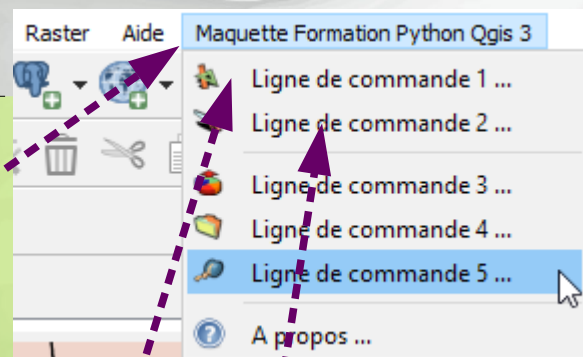 Raster Aide Maquette Formation Python Qgis 3
Ligne de commande 1 ...
Ligne de commande 2 ...
Ligne de commande 3 ...
Ligne de commande 4 ...
Ligne de commande 5 ...
A propos ...